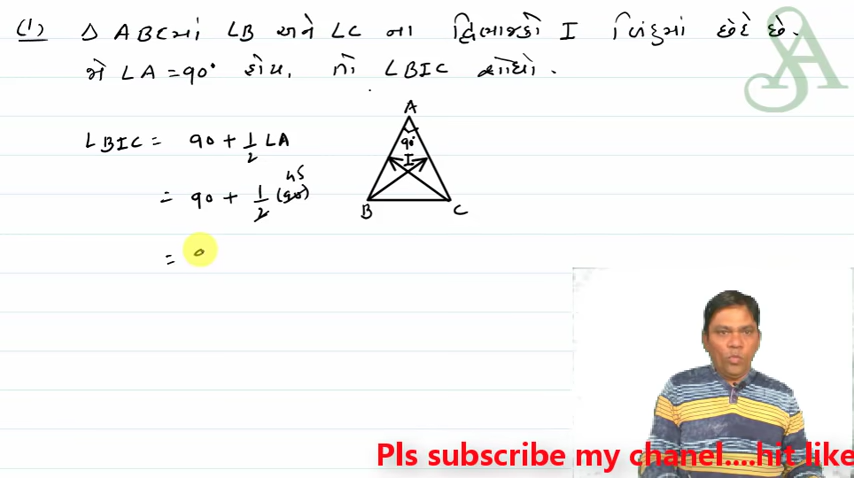 (1) Δ ABCમાં ∠B અને ∠C ના દ્વિભાજકો I બિંદુમાં છેદે છે.
જો ∠A = 90° હોય, તો ∠BIC શોધો.
∠BIC = 90 + 1/2 ∠A
= 90 + 1/2 (90) 45
=
A
90°
I
B C
Pls subscribe my chanel....hit like